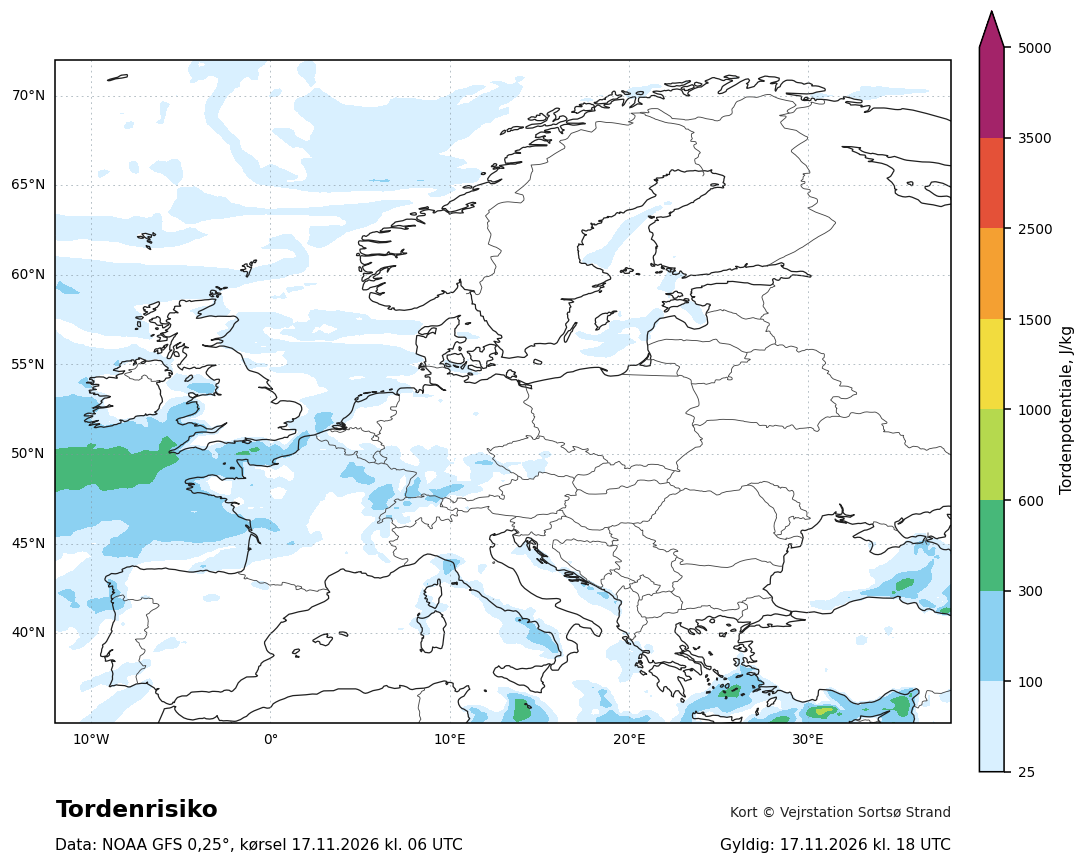 5000
3500
2500
1500
1000
600
300
100
25
Tordenpotentiale, J/kg
70°N
65°N
60°N
55°N
50°N
45°N
40°N
10°W
0°
10°E
20°E
30°E
Tordenrisiko
Kort © Vejrstation Sortsø Strand
Data: NOAA GFS 0,25°, kørsel 17.11.2026 kl. 06 UTC
Gyldig: 17.11.2026 kl. 18 UTC